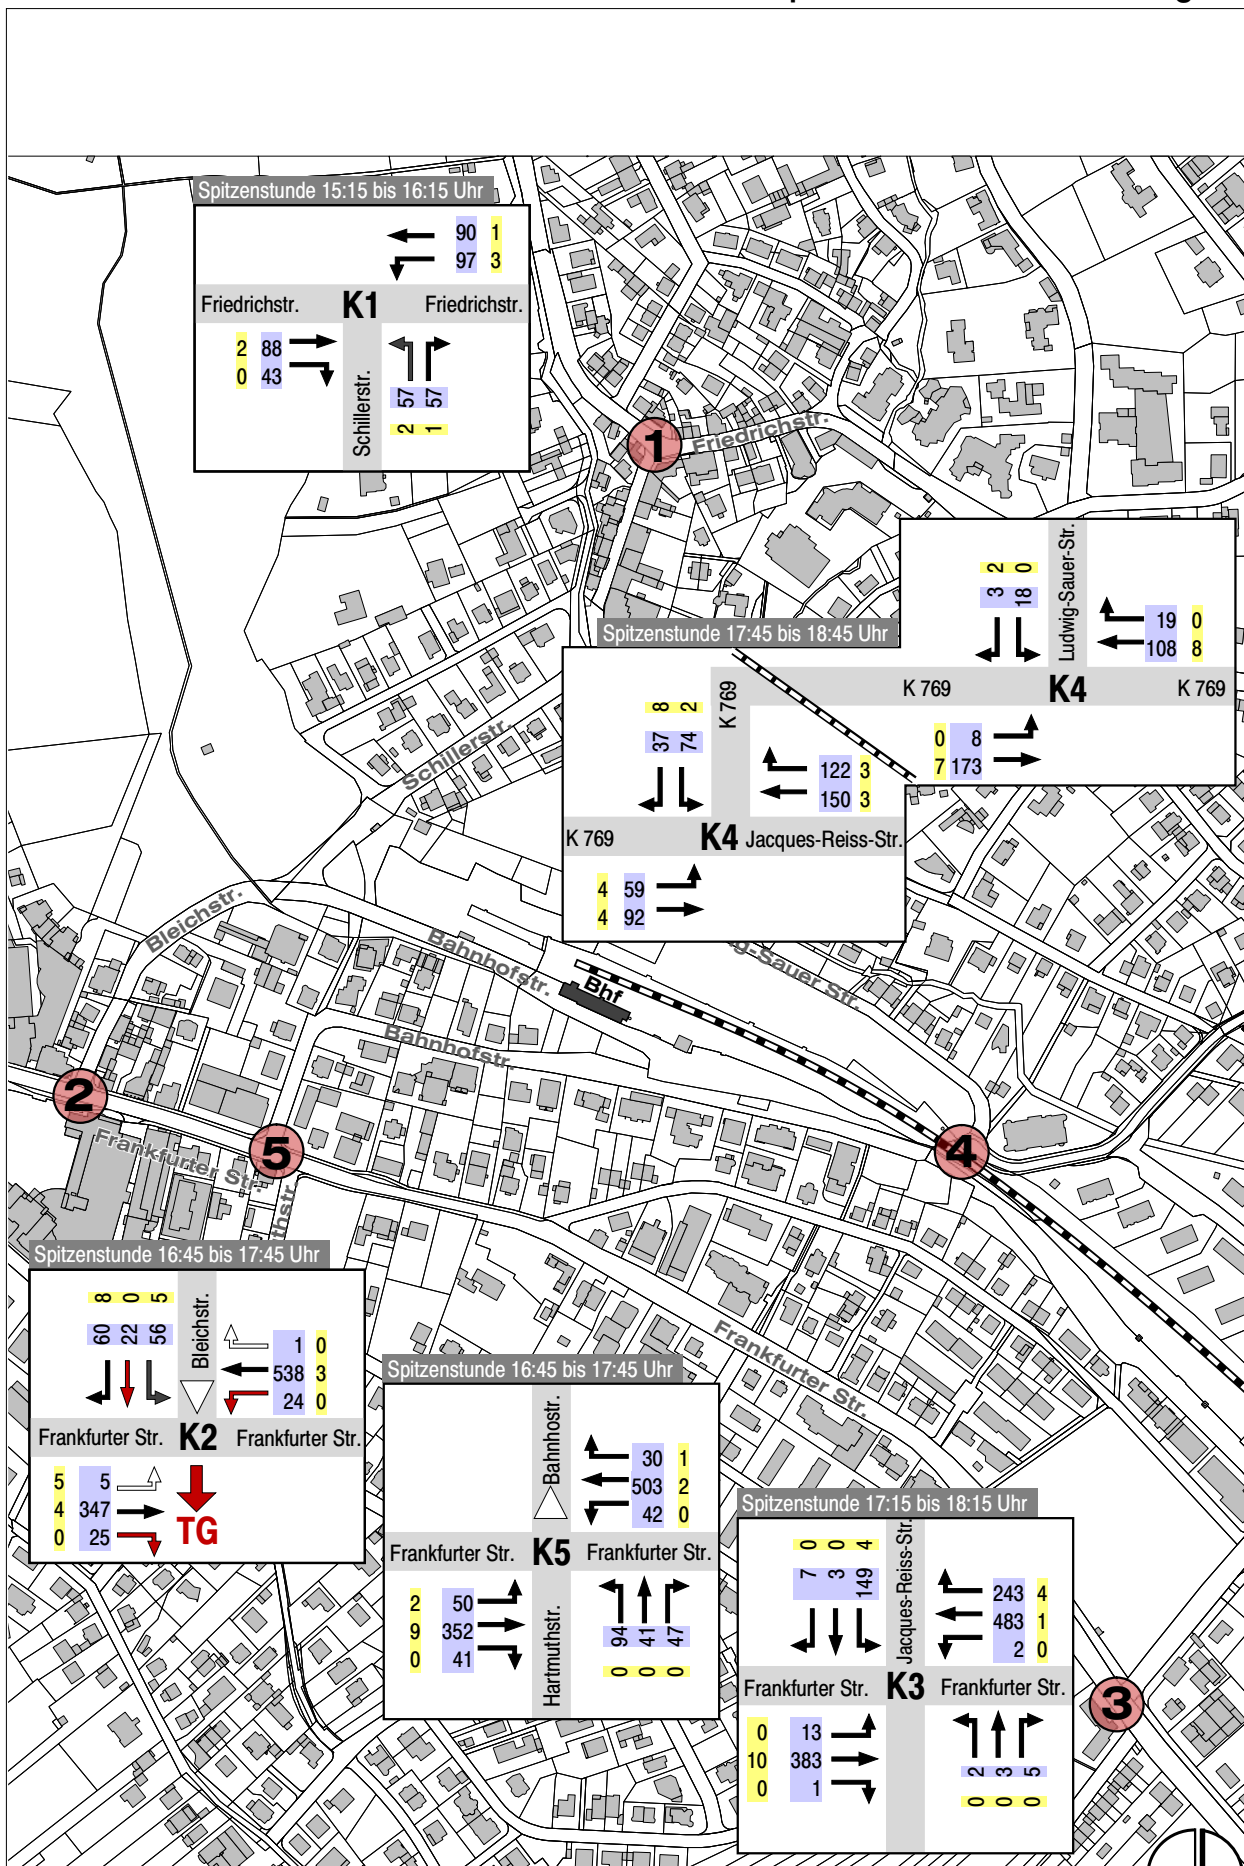 Spitzenstunde 15:15 bis 16:15 Uhr
90 1
97 3
Friedrichstr. K1 Friedrichstr.
2 88
0 43
Schillerstr.
57 57
2 1
1
Friedrichstr.
Ludwig-Sauer-Str.
2 0
3 18
19 0
108 8
K 769 K4 K 769
0 8
7 173
Spitzenstunde 17:45 bis 18:45 Uhr
K 769
8 2
37 74
122 3
150 3
K 769 K4 Jacques-Reiss-Str.
4 59
4 92
Schillerstr.
Bleichstr.
Bahnhofstr.
Bhf
g-Sauer Str.
Bahnhofstr.
2
5
4
Frankfurter Str.
thstr.
Spitzenstunde 16:45 bis 17:45 Uhr
8 0 5
60 22 56
Bleichstr.
1 0
538 3
24 0
Frankfurter Str. K2 Frankfurter Str.
5 5
4 347
0 25
TG
Frankfurter Str.
Spitzenstunde 16:45 bis 17:45 Uhr
Bahnhostr.
30 1
503 2
42 0
Frankfurter Str. K5 Frankfurter Str.
2 50
9 352
0 41
Hartmuthstr.
94 41 47
0 0 0
Spitzenstunde 17:15 bis 18:15 Uhr
0 0 4
7 3 149
Jacques-Reiss-Str.
243 4
483 1
2 0
Frankfurter Str. K3 Frankfurter Str.
0 13
10 383
0 1
2 3 5
0 0 0
3